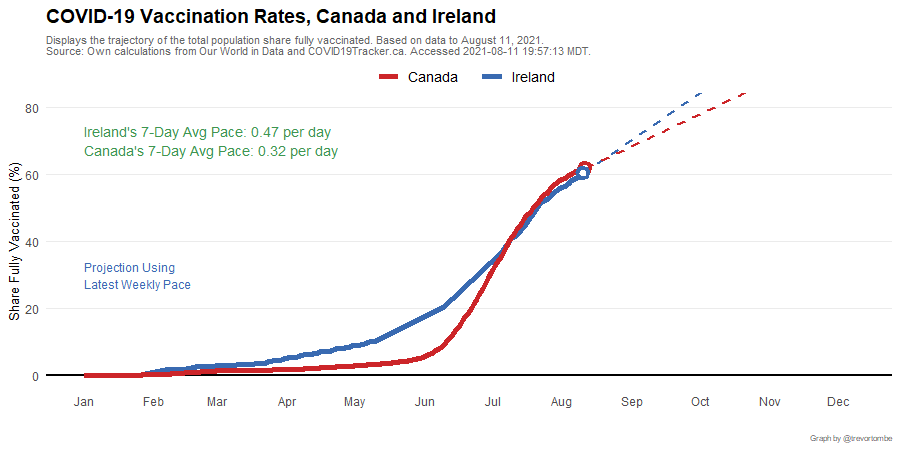 COVID-19 Vaccination Rates, Canada and Ireland
Displays the trajectory of the total population share fully vaccinated. Based on data to August 11, 2021.
Source: Own calculations from Our World in Data and COVID19Tracker.ca. Accessed 2021-08-11 19:57:13 MDT.
Canada Ireland
80
Ireland's 7-Day Avg Pace: 0.47 per day
Canada's 7-Day Avg Pace: 0.32 per day
60
Share Fully Vaccinated (%)
40
Projection Using
Latest Weekly Pace
20
0
Jan Feb Mar Apr May Jun Jul Aug Sep Oct Nov Dec
Graph by @trevortombe